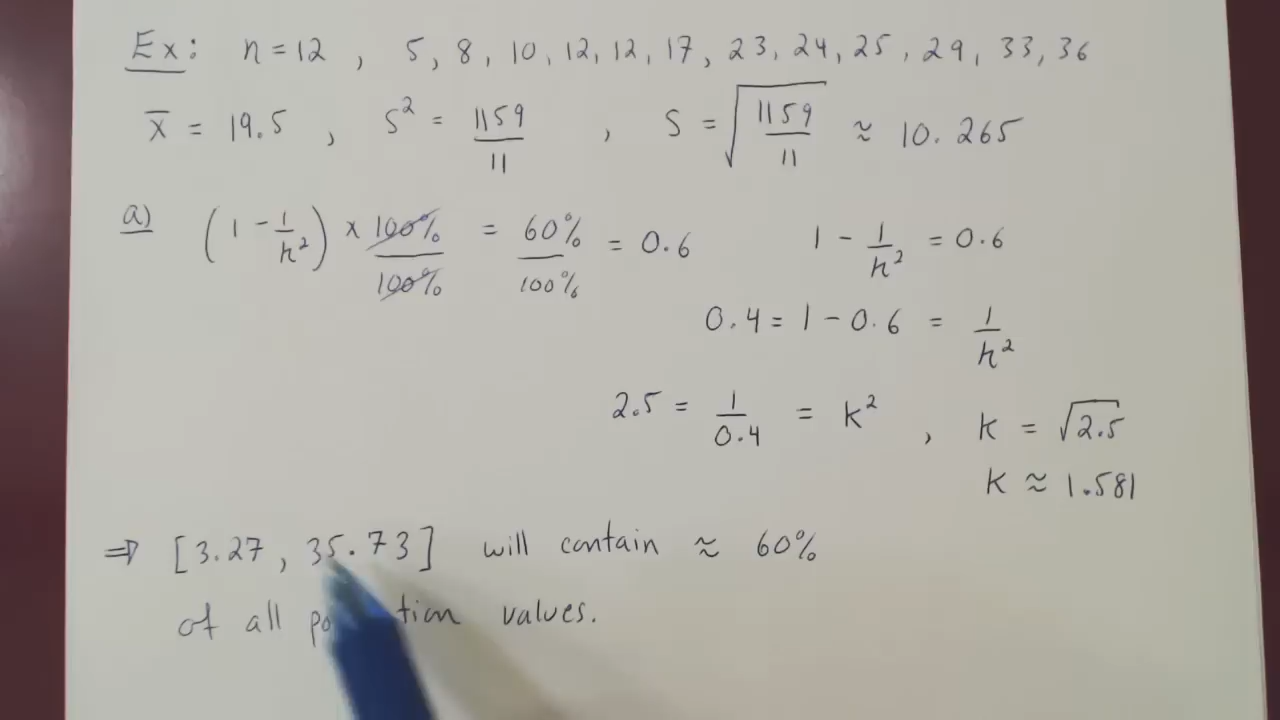 Ex: n = 12 , 5, 8, 10, 12, 12, 17, 23, 24, 25, 29, 33, 36
x̄ = 19.5 , S² = 1159/11 , S = √(1159/11) ≈ 10.265
a) (1 - 1/k²) × 100%/100% = 60%/100% = 0.6 1 - 1/k² = 0.6
0.4 = 1 - 0.6 = 1/k²
2.5 = 1/0.4 = k² , k = √2.5
k ≈ 1.581
⇒ [3.27, 35.73] will contain ≈ 60%
of all values.